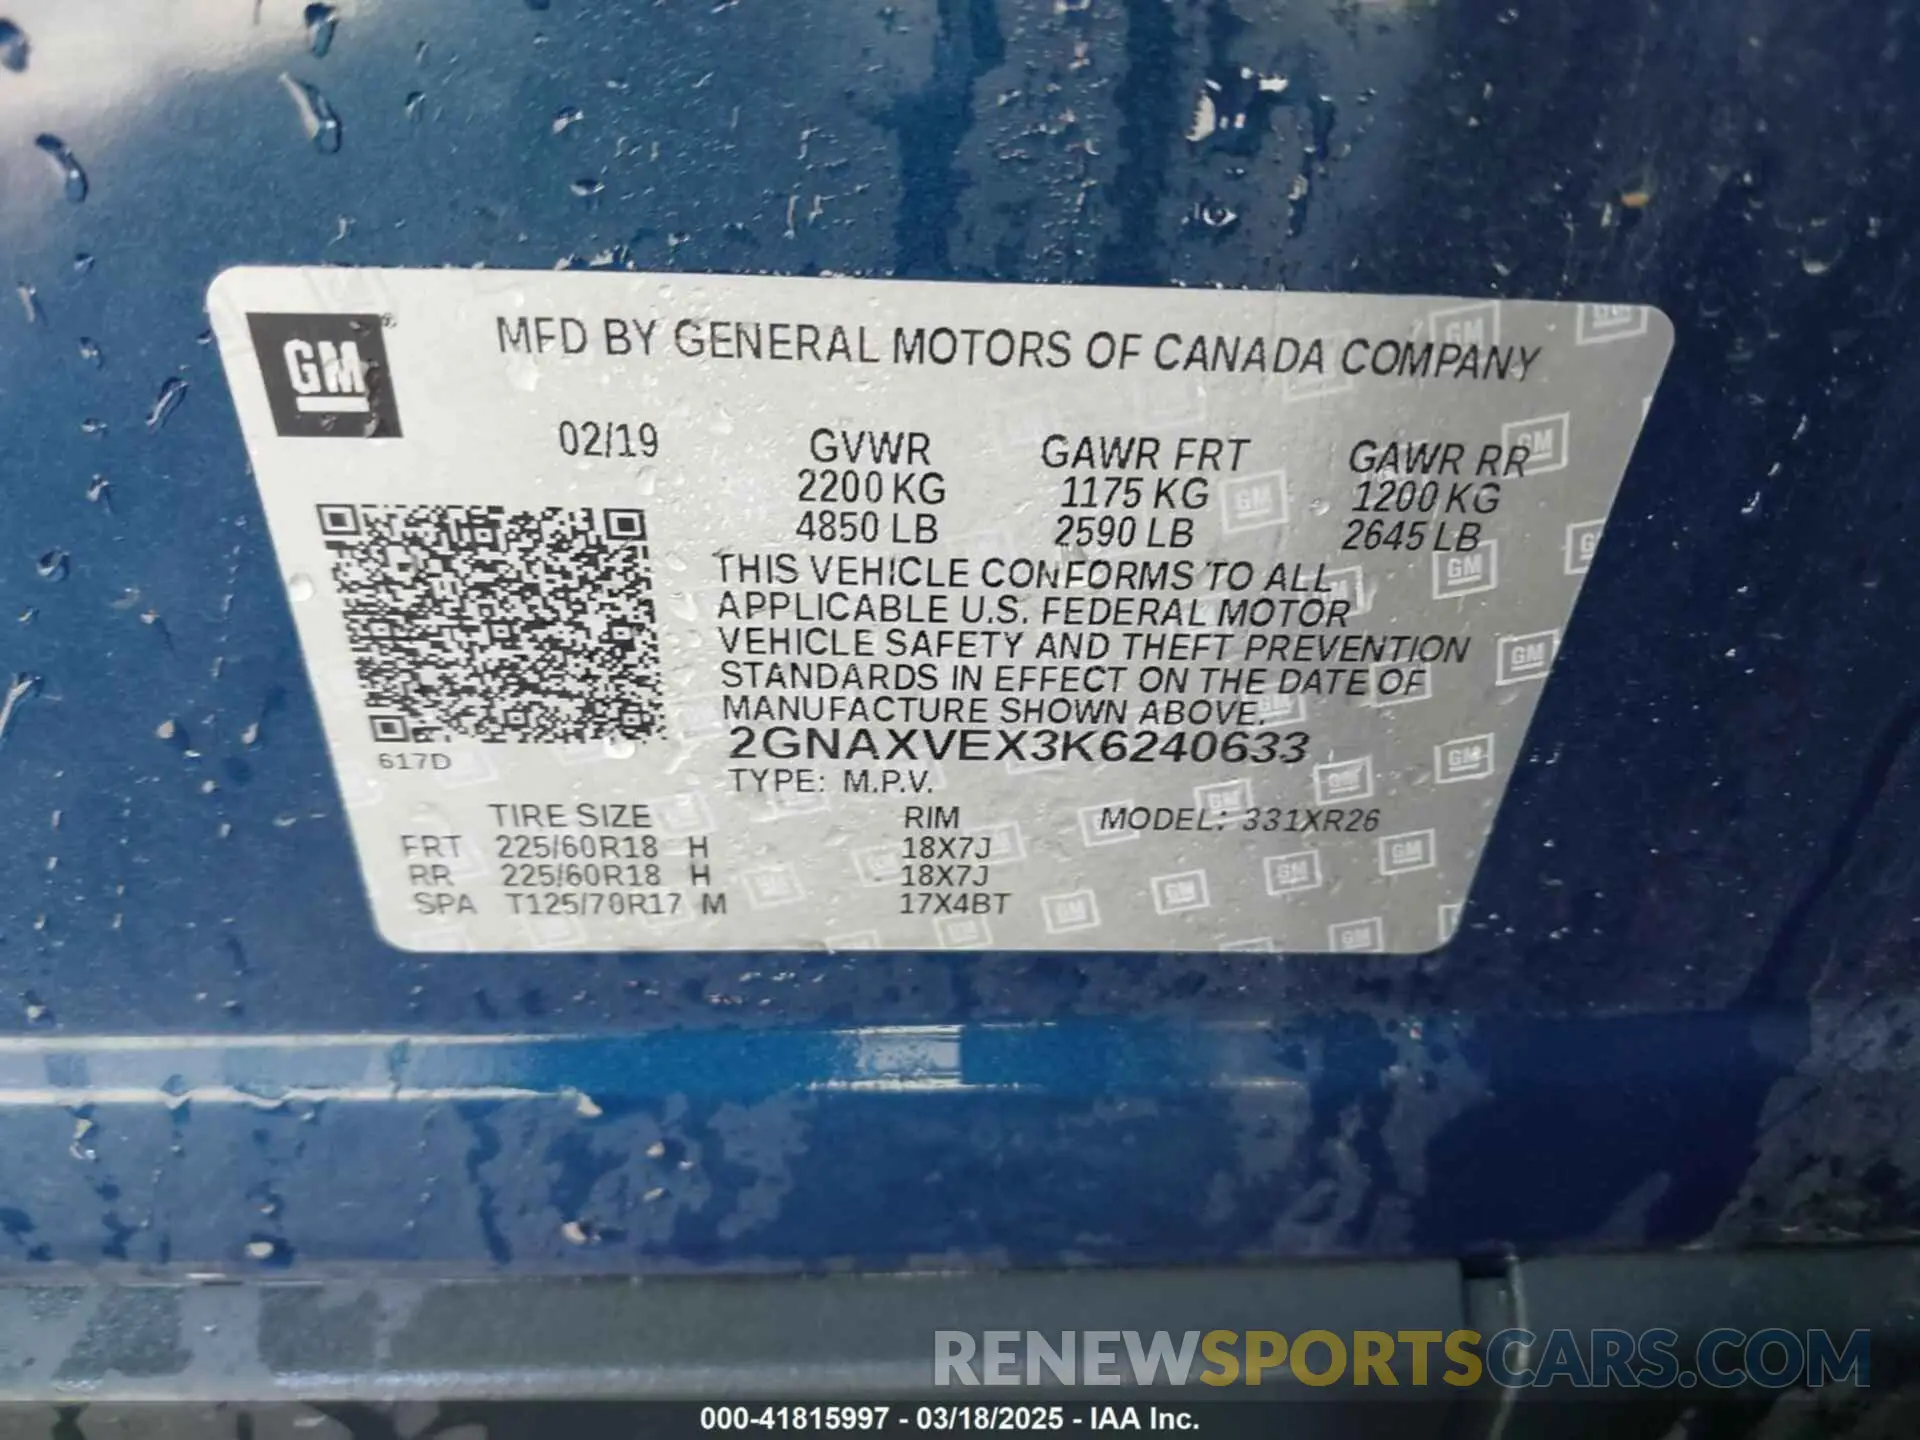 GM®
MFD BY GENERAL MOTORS OF CANADA COMPANY
02/19 GVWR GAWR FRT GAWR RR
2200 KG 1175 KG 1200 KG
4850 LB 2590 LB 2645 LB
THIS VEHICLE CONFORMS TO ALL
APPLICABLE U.S. FEDERAL MOTOR
VEHICLE SAFETY AND THEFT PREVENTION
STANDARDS IN EFFECT ON THE DATE OF
MANUFACTURE SHOWN ABOVE.
2GNAXVEX3K6240633
617D
TYPE: M.P.V.
TIRE SIZE RIM MODEL: 331XR26
FRT 225/60R18 H 18X7J
RR 225/60R18 H 18X7J
SPA T125/70R17 M 17X4BT
RENEWSPORTSCARS.COM
000-41815997 - 03/18/2025 - IAA Inc.